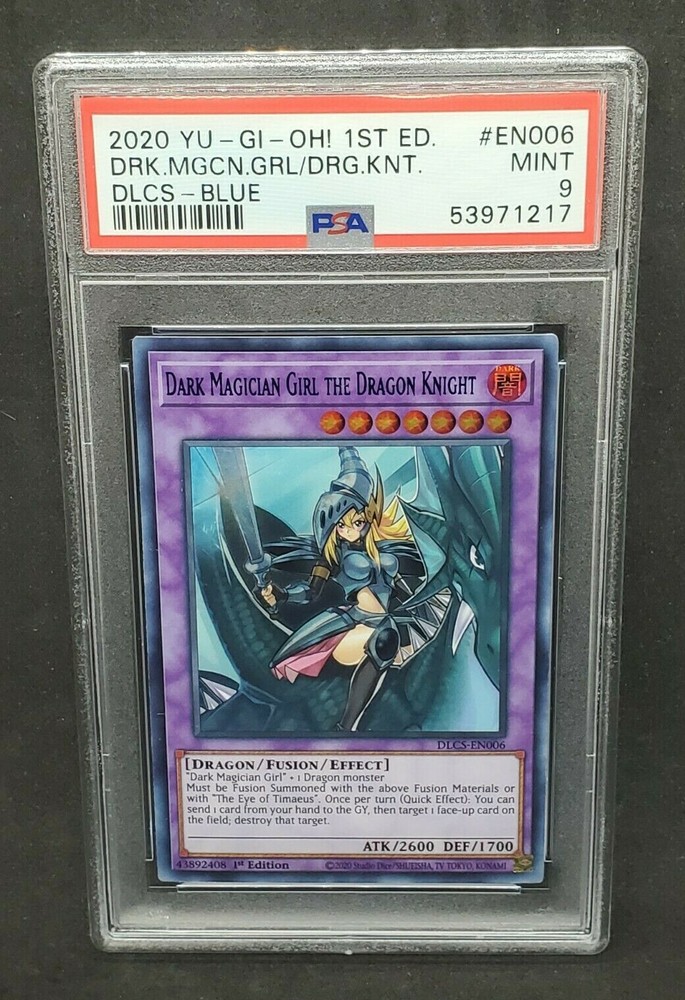 2020 YU-GI-OH! 1ST ED. #EN006
DRK.MGCN.GRL/DRG.KNT. MINT
DLCS-BLUE 9
PSA 53971217
DARK MAGICIAN GIRL THE DRAGON KNIGHT
DARK
闇
DLCS-EN006
[DRAGON/FUSION/EFFECT]
"Dark Magician Girl" + 1 Dragon monster
Must be Fusion Summoned with the above Fusion Materials or
with "The Eye of Timaeus". Once per turn (Quick Effect): You can
send 1 card from your hand to the GY, then target 1 face-up card on
the field; destroy that target.
ATK/2600 DEF/1700
43892408 1st Edition ©2020 Studio Dice/SHUEISHA, TV TOKYO, KONAMI